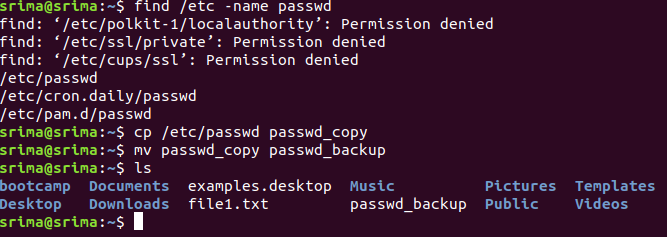 srima@srima:~$ find /etc -name passwd
find: ‘/etc/polkit-1/localauthority’: Permission denied
find: ‘/etc/ssl/private’: Permission denied
find: ‘/etc/cups/ssl’: Permission denied
/etc/passwd
/etc/cron.daily/passwd
/etc/pam.d/passwd
srima@srima:~$ cp /etc/passwd passwd_copy
srima@srima:~$ mv passwd_copy passwd_backup
srima@srima:~$ ls
bootcamp  Documents  examples.desktop  Music          Pictures  Templates
Desktop   Downloads  file1.txt         passwd_backup  Public    Videos
srima@srima:~$